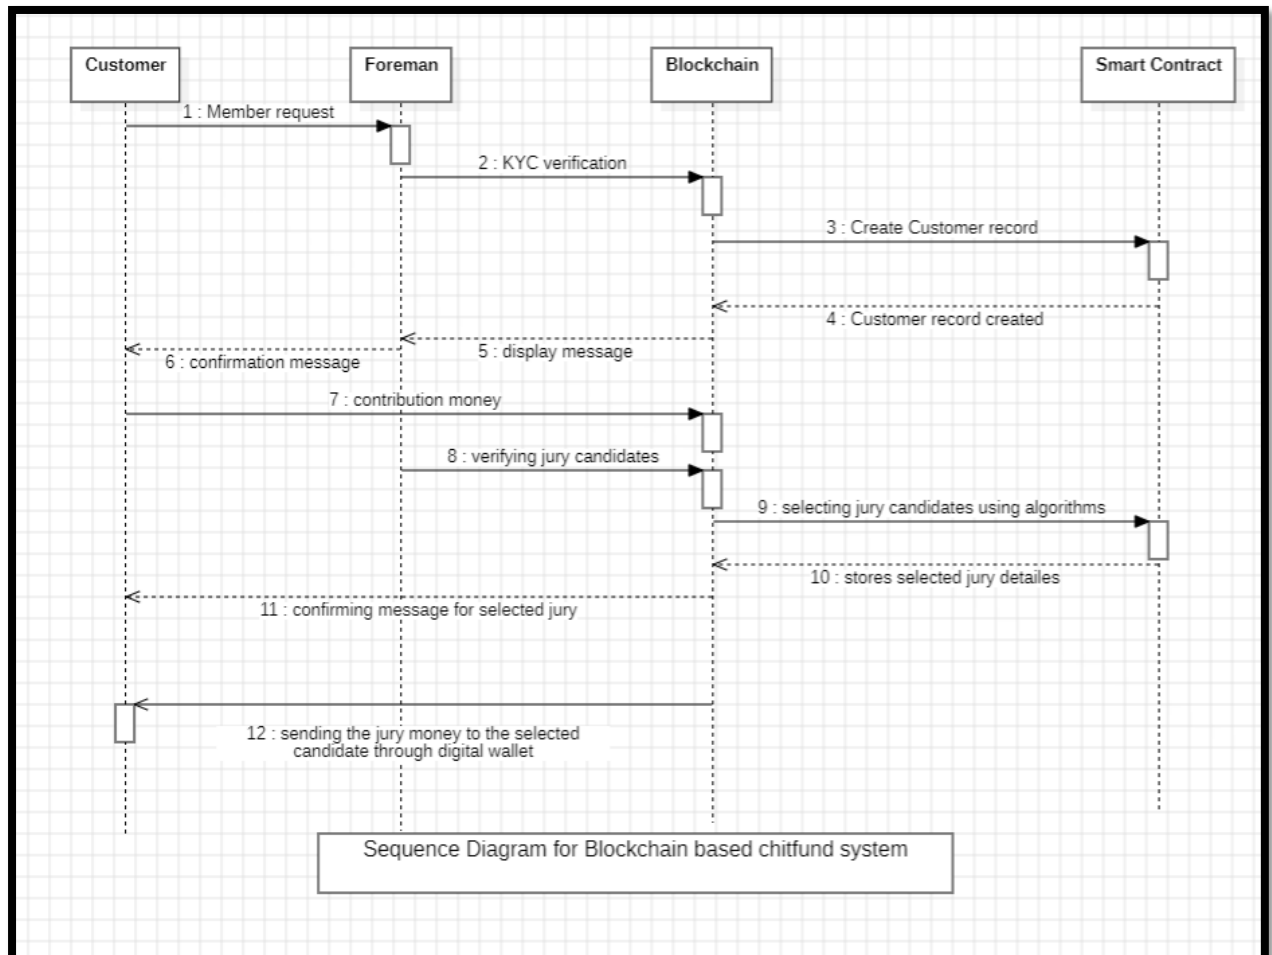 Customer
Foreman
Blockchain
Smart Contract
1 : Member request
2 : KYC verification
3 : Create Customer record
4 : Customer record created
5 : display message
6 : confirmation message
7 : contribution money
8 : verifying jury candidates
9 : selecting jury candidates using algorithms
10 : stores selected jury detailes
11 : confirming message for selected jury
12 : sending the jury money to the selected
candidate through digital wallet
Sequence Diagram for Blockchain based chitfund system